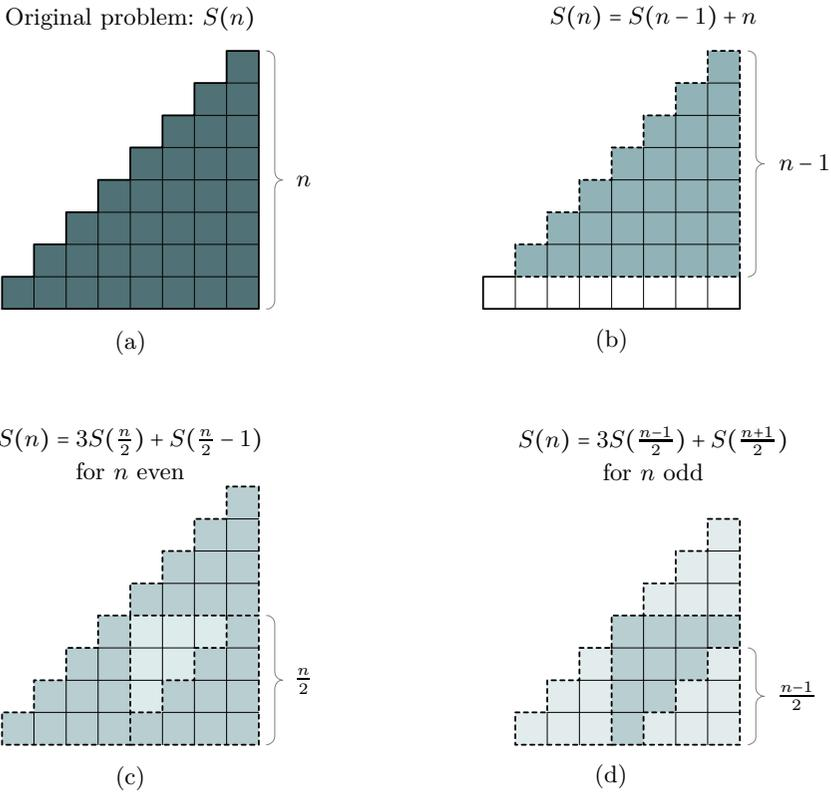 Original problem: S(n)
S(n) = S(n − 1) + n
n
n − 1
(a)
(b)
S(n) = 3S(n/2) + S(n/2 − 1)
for n even
S(n) = 3S((n−1)/2) + S((n+1)/2)
for n odd
n/2
(n−1)/2
(c)
(d)